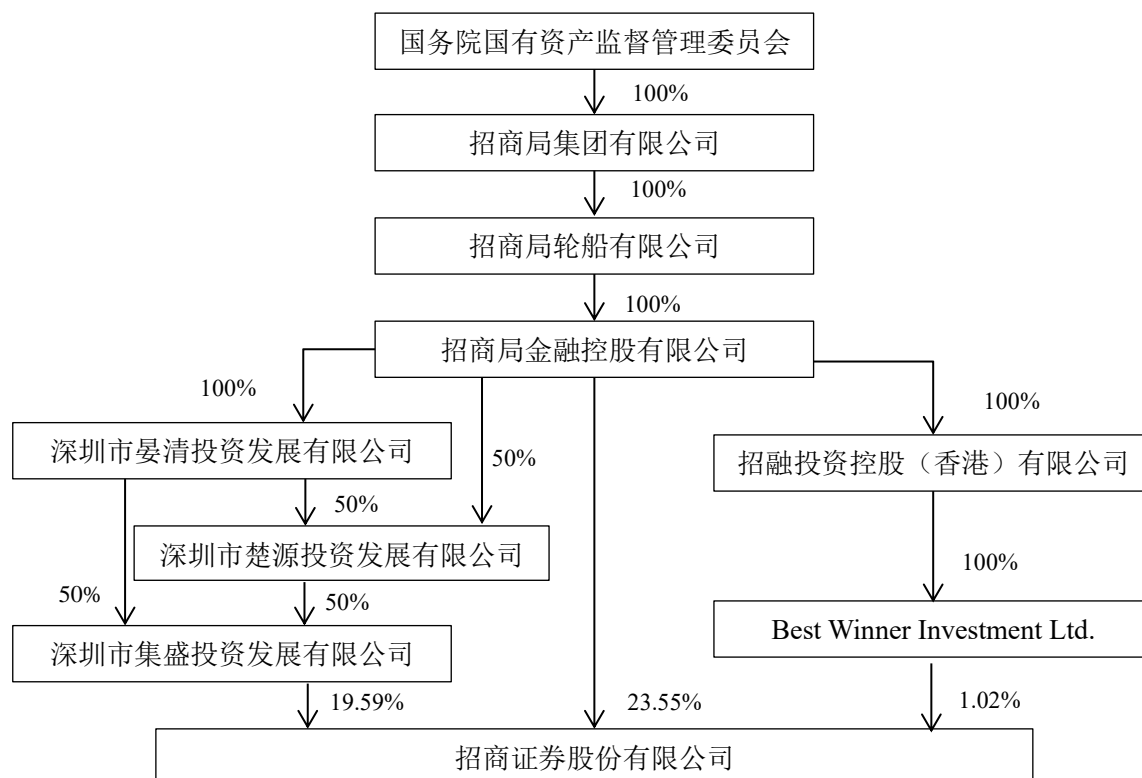 国务院国有资产监督管理委员会
100%
招商局集团有限公司
100%
招商局轮船有限公司
100%
招商局金融控股有限公司
100%
100%
深圳市晏清投资发展有限公司
50%
招融投资控股（香港）有限公司
50%
深圳市楚源投资发展有限公司
100%
50%
50%
Best Winner Investment Ltd.
深圳市集盛投资发展有限公司
19.59%
23.55%
1.02%
招商证券股份有限公司